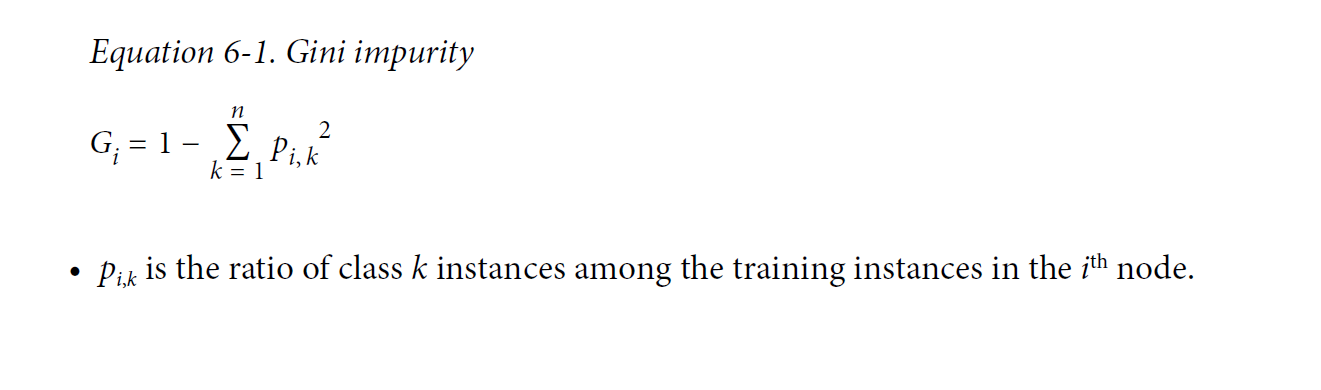 Equation 6-1. Gini impurity
G_i = 1 − ∑_{k = 1}^{n} p_{i, k}^2
• p_{i,k} is the ratio of class k instances among the training instances in the i^{th} node.